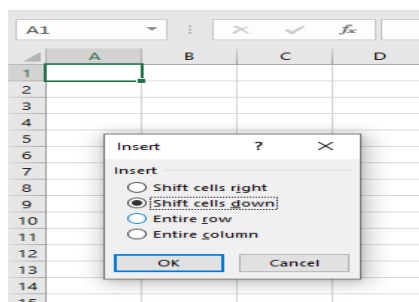 A1 fx
A B C D
1
2
3
4
5
6
7
8
9
10
11
12
13
14
15
Insert ? ×
Insert
Shift cells right
Shift cells down
Entire row
Entire column
OK Cancel